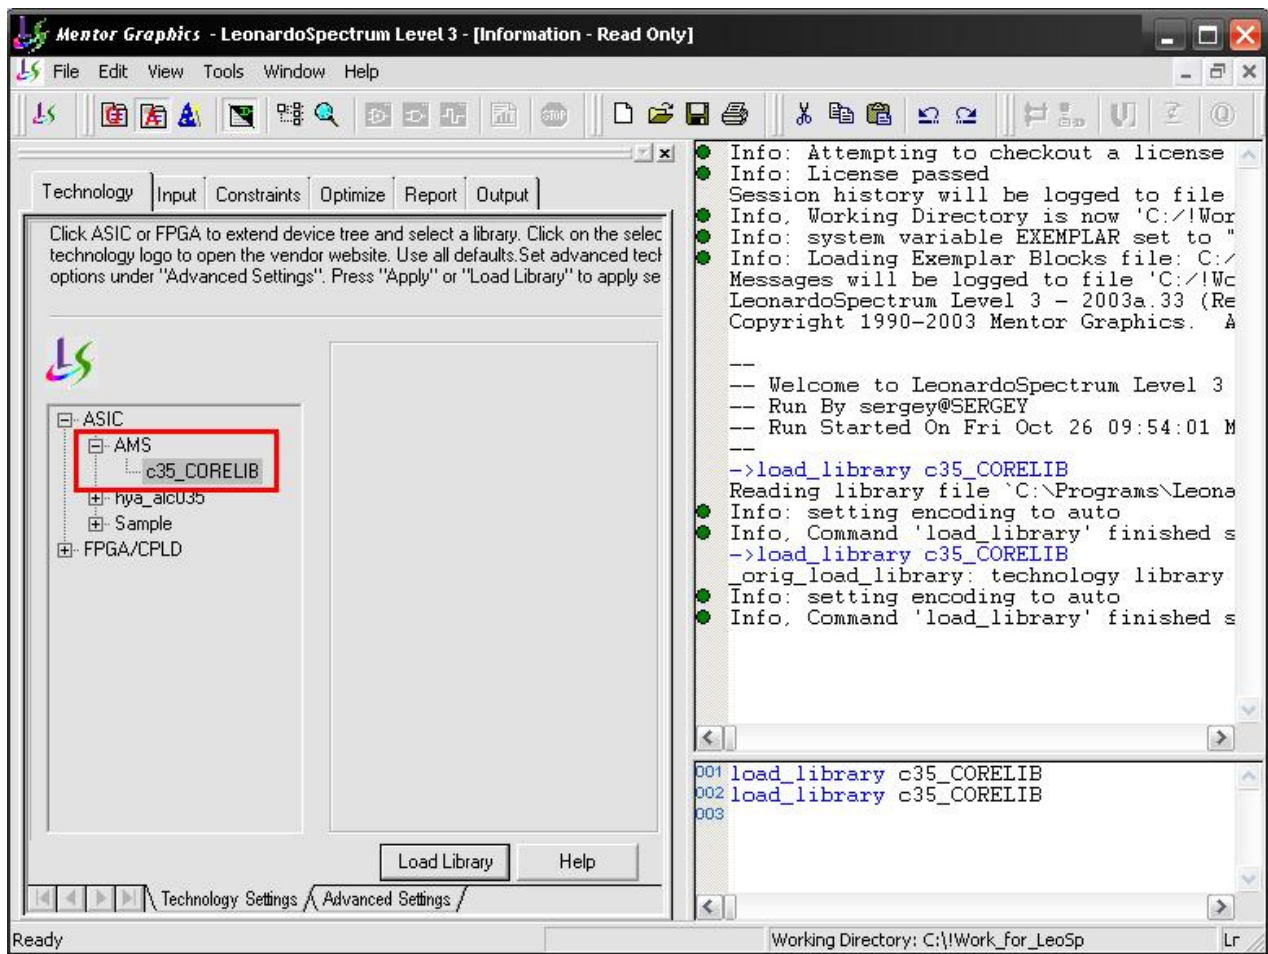 Mentor Graphics - LeonardoSpectrum Level 3 - [Information - Read Only]
File Edit View Tools Window Help
Technology Input Constraints Optimize Report Output
Click ASIC or FPGA to extend device tree and select a library. Click on the selec
technology logo to open the vendor website. Use all defaults.Set advanced tech
options under "Advanced Settings". Press "Apply" or "Load Library" to apply se
ASIC
AMS
c35_CORELIB
hya_alc035
Sample
FPGA/CPLD
Load Library Help
Technology Settings Advanced Settings
Info: Attempting to checkout a license
Info: License passed
Session history will be logged to file
Info, Working Directory is now 'C:/!Wor
Info: system variable EXEMPLAR set to "
Info: Loading Exemplar Blocks file: C:/
Messages will be logged to file 'C:/!Wo
LeonardoSpectrum Level 3 - 2003a.33 (Re
Copyright 1990-2003 Mentor Graphics. A
--
-- Welcome to LeonardoSpectrum Level 3
-- Run By sergey@SERGEY
-- Run Started On Fri Oct 26 09:54:01 M
--
->load_library c35_CORELIB
Reading library file `C:\Programs\Leona
Info: setting encoding to auto
Info, Command 'load_library' finished s
->load_library c35_CORELIB
_orig_load_library: technology library
Info: setting encoding to auto
Info, Command 'load_library' finished s
001 load_library c35_CORELIB
002 load_library c35_CORELIB
003
Ready Working Directory: C:\!Work_for_LeoSp Lr